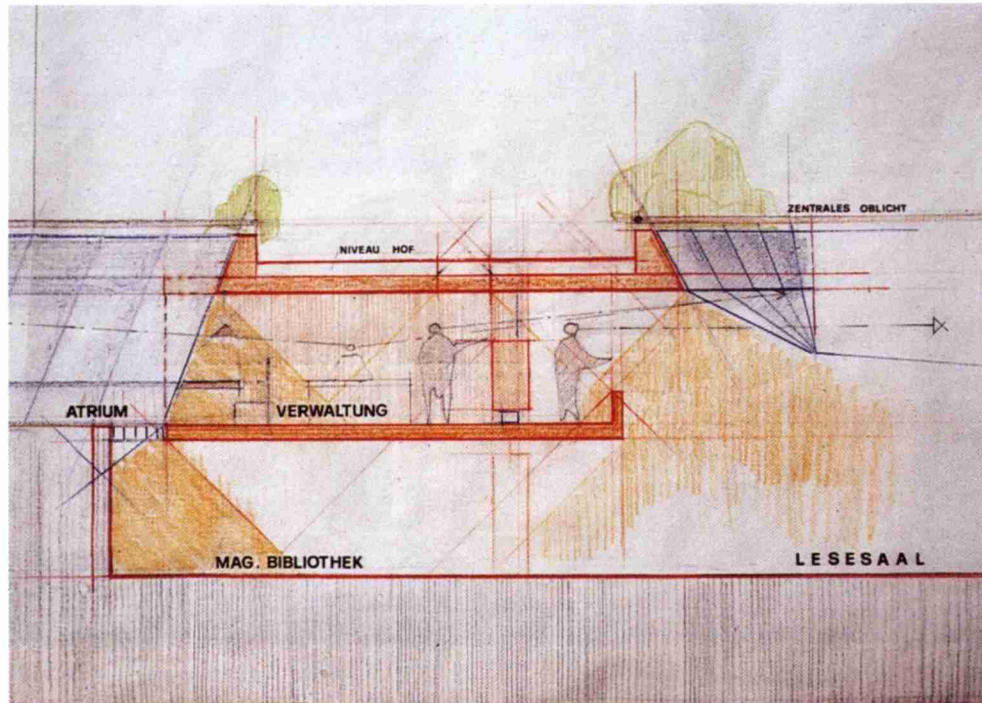 ZENTRALES OBLICHT
NIVEAU HOF
ATRIUM
VERWALTUNG
MAG. BIBLIOTHEK
LESESAAL